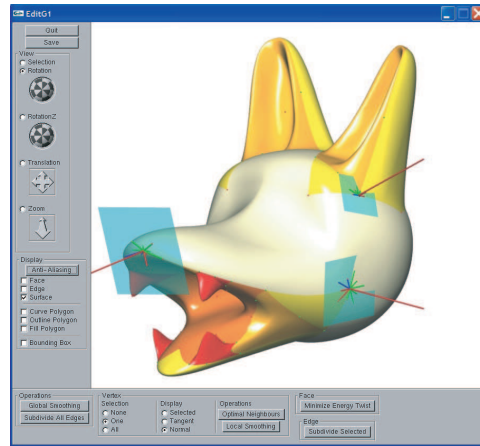 EditG1
Quit
Save
View
Selection
Rotation
RotationZ
Translation
Zoom
Display
Anti-Aliasing
Face
Edge
Surface
Curve Polygon
Outline Polygon
Fill Polygon
Bounding Box
Operations
Global Smoothing
Subdivide All Edges
Vertex
Selection
None
One
All
Display
Selected
Tangent
Normal
Operations
Optimal Neighbours
Local Smoothing
Face
Minimize Energy Twist
Edge
Subdivide Selected